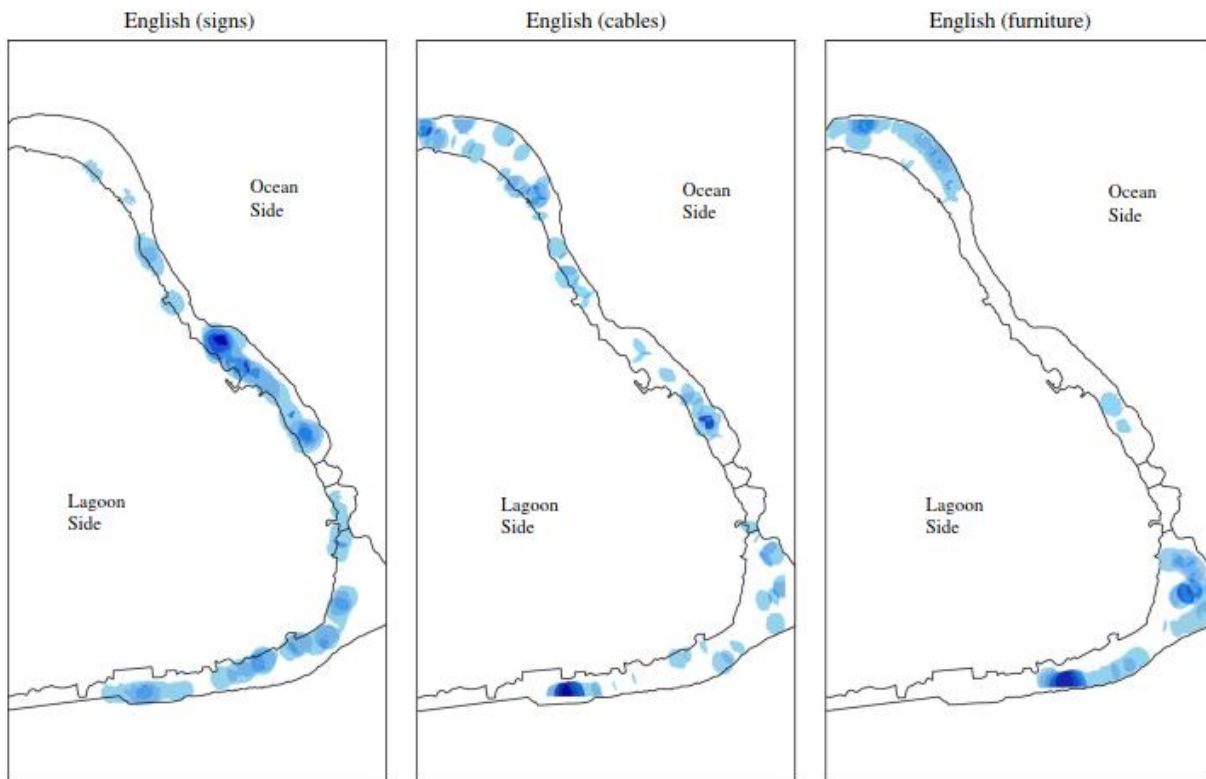 English (signs)
English (cables)
English (furniture)
Ocean
Side
Ocean
Side
Ocean
Side
Lagoon
Side
Lagoon
Side
Lagoon
Side